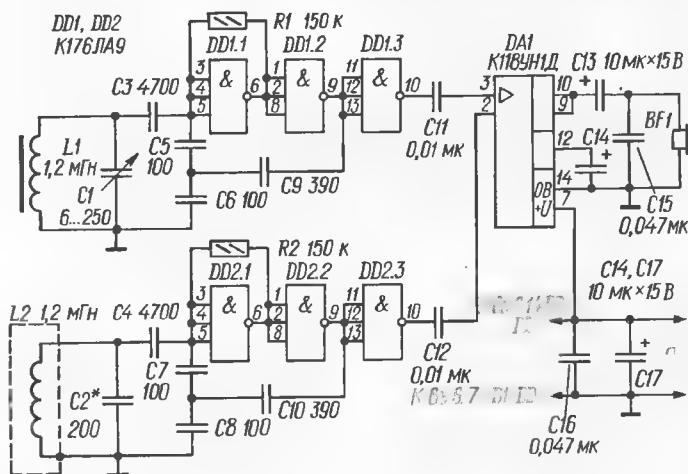 DD1, DD2
К176ЛА9
R1 150 к
DD1.1
DD1.2
DD1.3
DA1
К118УН1Д
C13 10 мк×15 В
C3 4700
&
&
&
3
4
5
6
1
2
8
9
11
12
13
10
3
2
10
9
12
14
7
0В
+U
C14
+
+
BF1
L1
1,2 мГн
C1
6...250
C5
100
C6 100
C9 390
C11
0,01 мк
C15
0,047 мк
R2 150 к
DD2.1
DD2.2
DD2.3
L2 1,2 мГн
C4 4700
&
&
&
3
4
5
6
1
2
8
9
11
12
13
10
C2*
200
C7
100
C8 100
C10 390
C12
0,01 мк
C14, C17
10 мк×15 В
+
C17
C16
0,047 мк